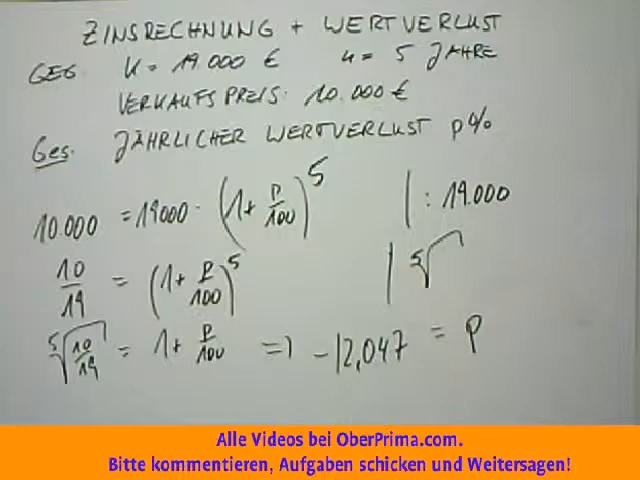 ZINSRECHNUNG + WERTVERLUST
GEG. K = 19.000 € n = 5 JAHRE
VERKAUFSPREIS: 10.000 €
Ges. JÄHRLICHER WERTVERLUST p%
10.000 = 19000 · (1 + p/100)^5 | : 19.000
10/19 = (1 + p/100)^5 | ⁵√
⁵√(10/19) = 1 + p/100 => -12,047 = p
Alle Videos bei OberPrima.com.
Bitte kommentieren, Aufgaben schicken und Weitersagen!